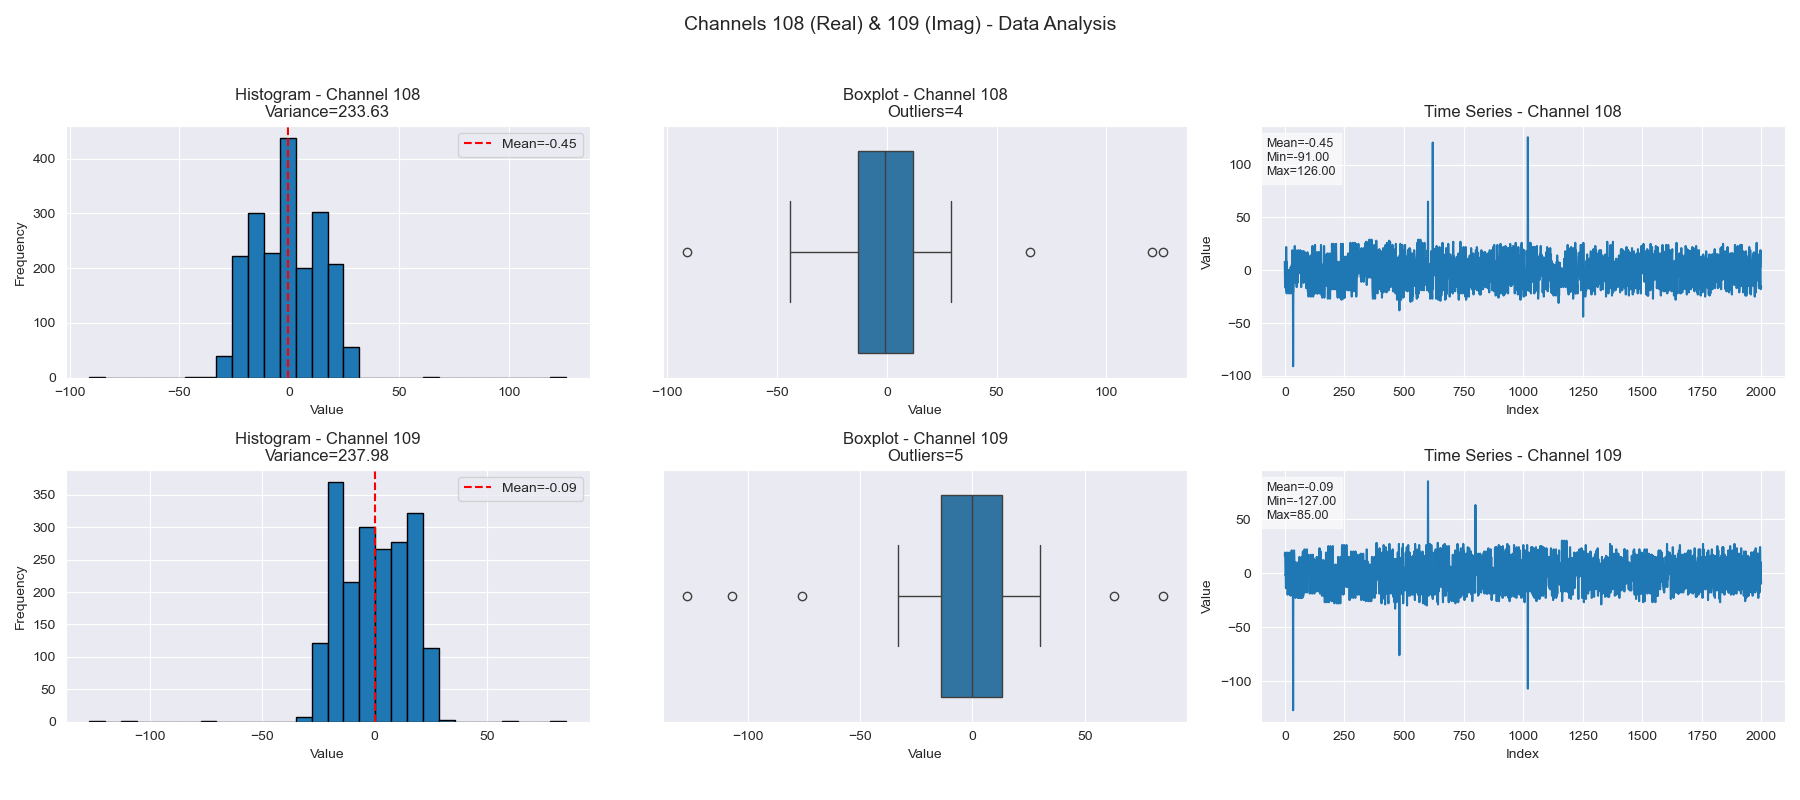 Channels 108 (Real) & 109 (Imag) - Data Analysis
Histogram - Channel 108
Variance=233.63
Mean=-0.45
Frequency
400
300
200
100
0
−100 −50 0 50 100
Value
Boxplot - Channel 108
Outliers=4
−100 −50 0 50 100
Value
Time Series - Channel 108
Mean=-0.45
Min=-91.00
Max=126.00
Value
100
50
0
−50
−100
0 250 500 750 1000 1250 1500 1750 2000
Index
Histogram - Channel 109
Variance=237.98
Mean=-0.09
Frequency
350
300
250
200
150
100
50
0
−100 −50 0 50
Value
Boxplot - Channel 109
Outliers=5
−100 −50 0 50
Value
Time Series - Channel 109
Mean=-0.09
Min=-127.00
Max=85.00
Value
50
0
−50
−100
0 250 500 750 1000 1250 1500 1750 2000
Index